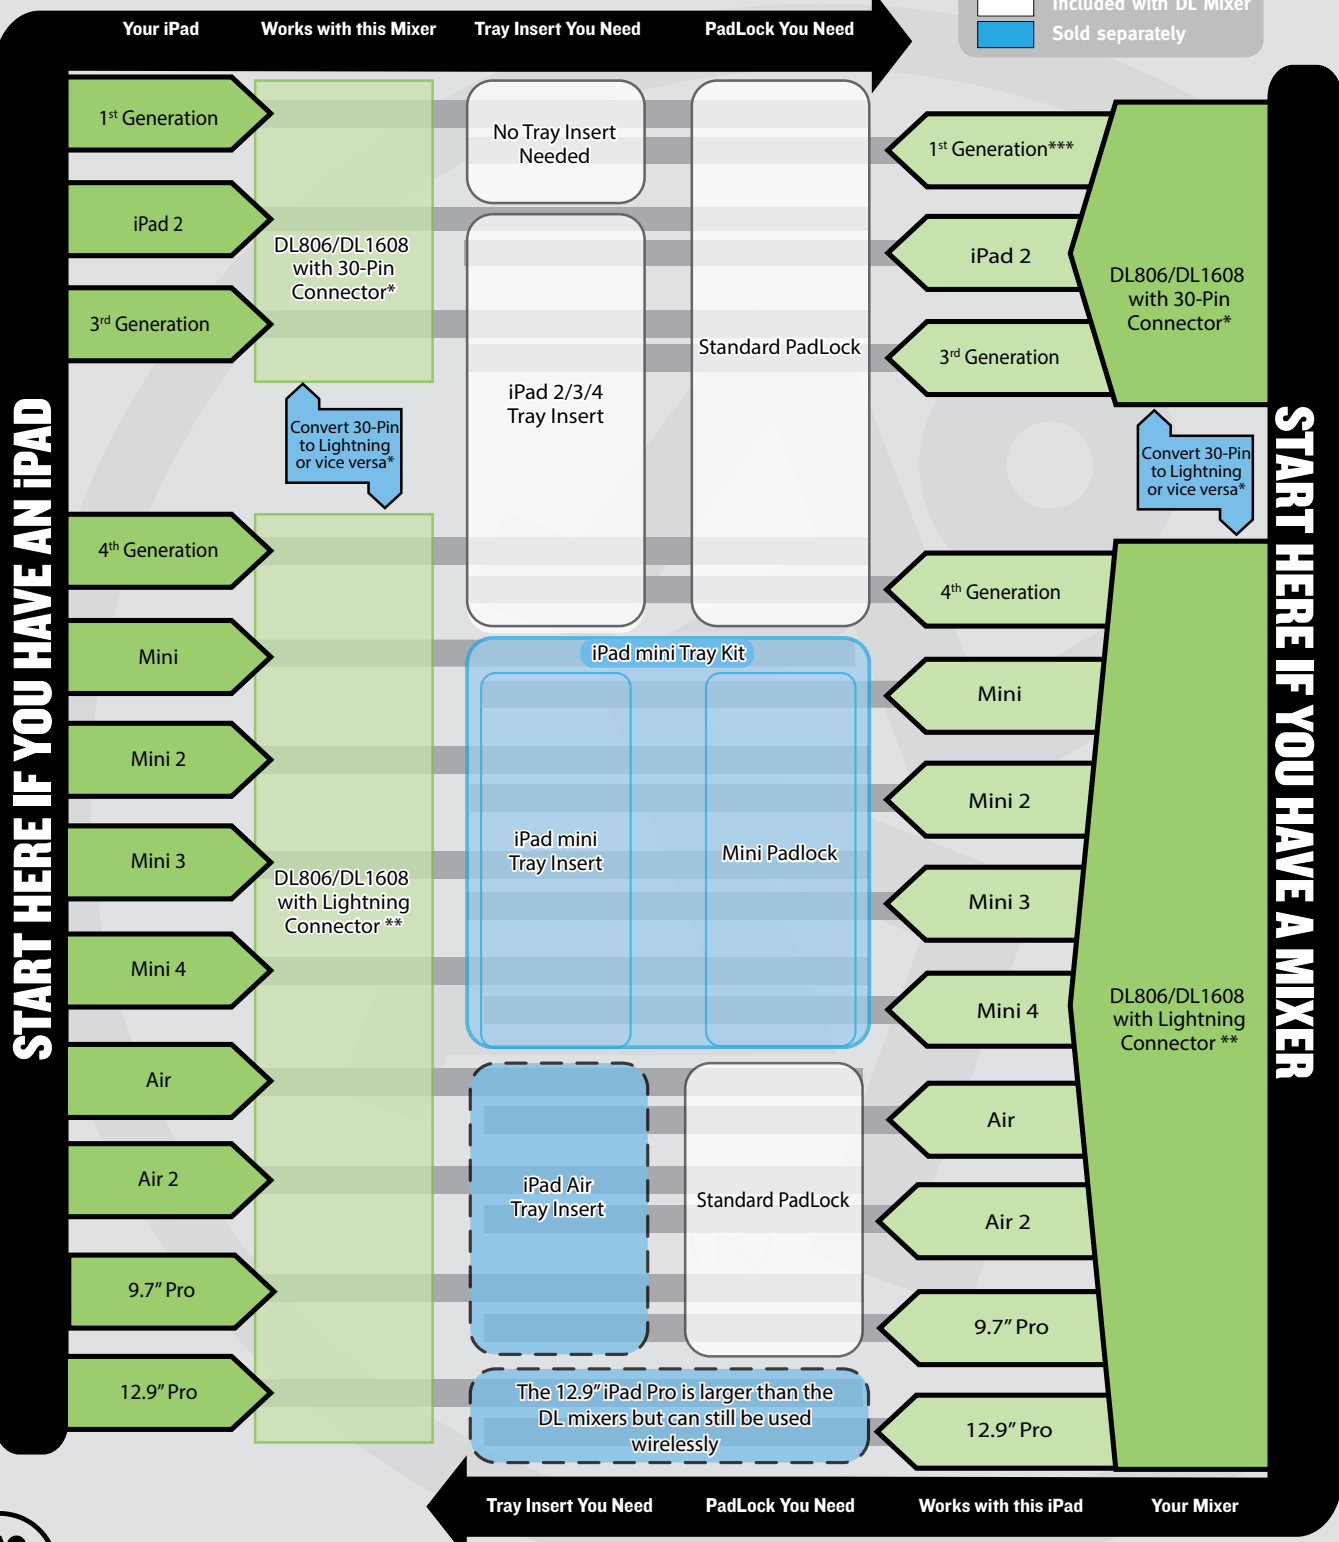 Included with DL Mixer
Sold separately
Your iPad
Works with this Mixer
Tray Insert You Need
PadLock You Need
START HERE IF YOU HAVE AN iPAD
1st Generation
iPad 2
3rd Generation
4th Generation
Mini
Mini 2
Mini 3
Mini 4
Air
Air 2
9.7" Pro
12.9" Pro
DL806/DL1608
with 30-Pin
Connector*
Convert 30-Pin
to Lightning
or vice versa*
DL806/DL1608
with Lightning
Connector **
No Tray Insert
Needed
iPad 2/3/4
Tray Insert
Standard PadLock
iPad mini Tray Kit
iPad mini
Tray Insert
Mini Padlock
iPad Air
Tray Insert
Standard PadLock
The 12.9" iPad Pro is larger than the
DL mixers but can still be used
wirelessly
1st Generation***
iPad 2
3rd Generation
4th Generation
Mini
Mini 2
Mini 3
Mini 4
Air
Air 2
9.7" Pro
12.9" Pro
DL806/DL1608
with 30-Pin
Connector*
Convert 30-Pin
to Lightning
or vice versa*
DL806/DL1608
with Lightning
Connector **
START HERE IF YOU HAVE A MIXER
Tray Insert You Need
PadLock You Need
Works with this iPad
Your Mixer